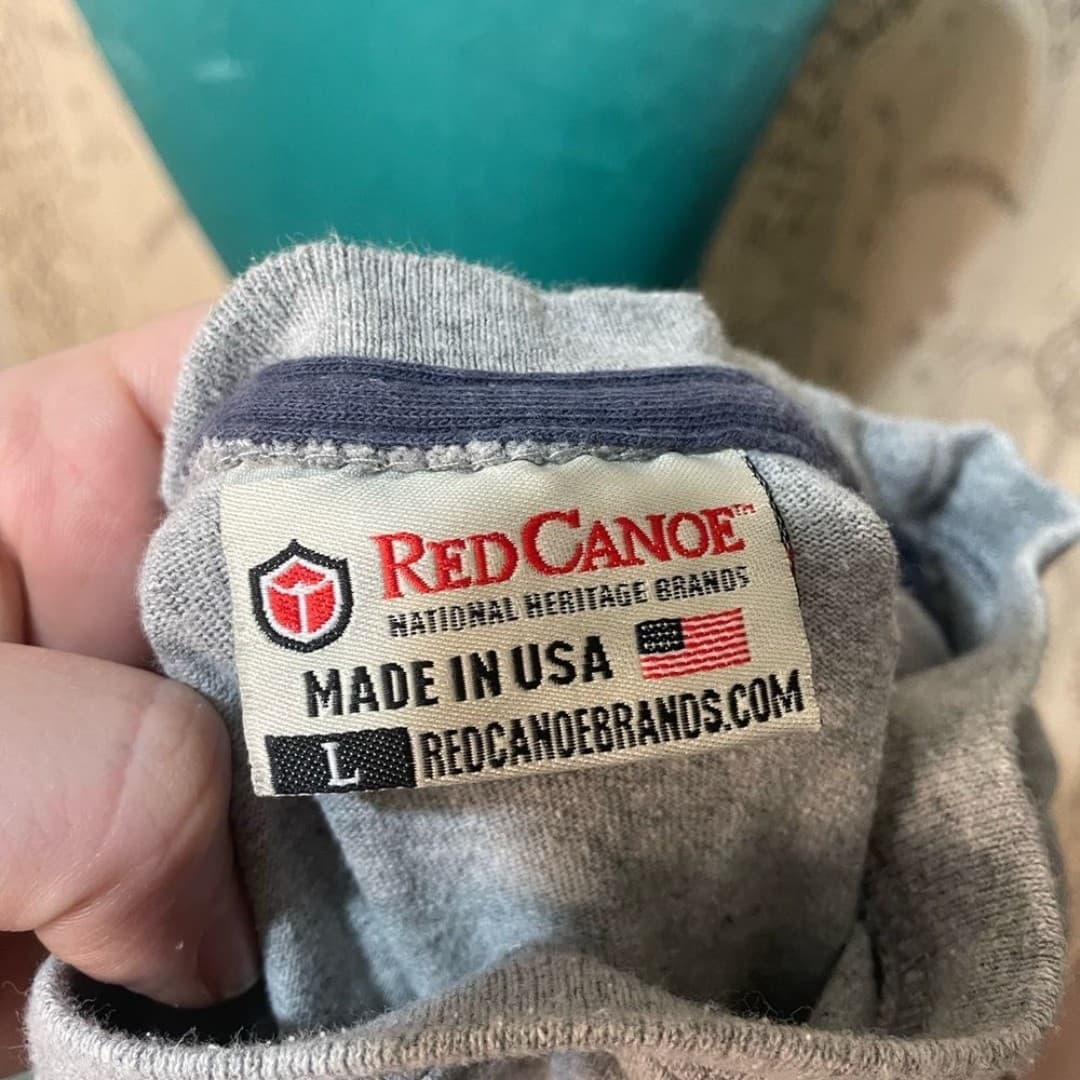 RED CANOE™
NATIONAL HERITAGE BRANDS
MADE IN USA
L REDCANOEBRANDS.COM